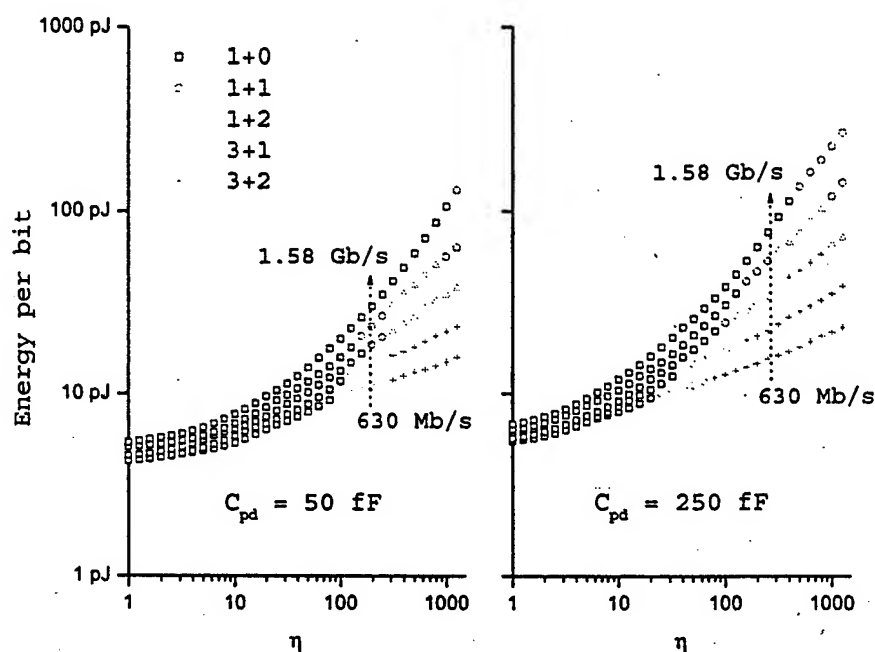 1000 pJ
1+0
1+1
1+2
3+1
3+2
100 pJ
1.58 Gb/s
1.58 Gb/s
Energy per bit
10 pJ
630 Mb/s
630 Mb/s
C_pd = 50 fF
C_pd = 250 fF
1 pJ
1 10 100 1000
1 10 100 1000
η
η